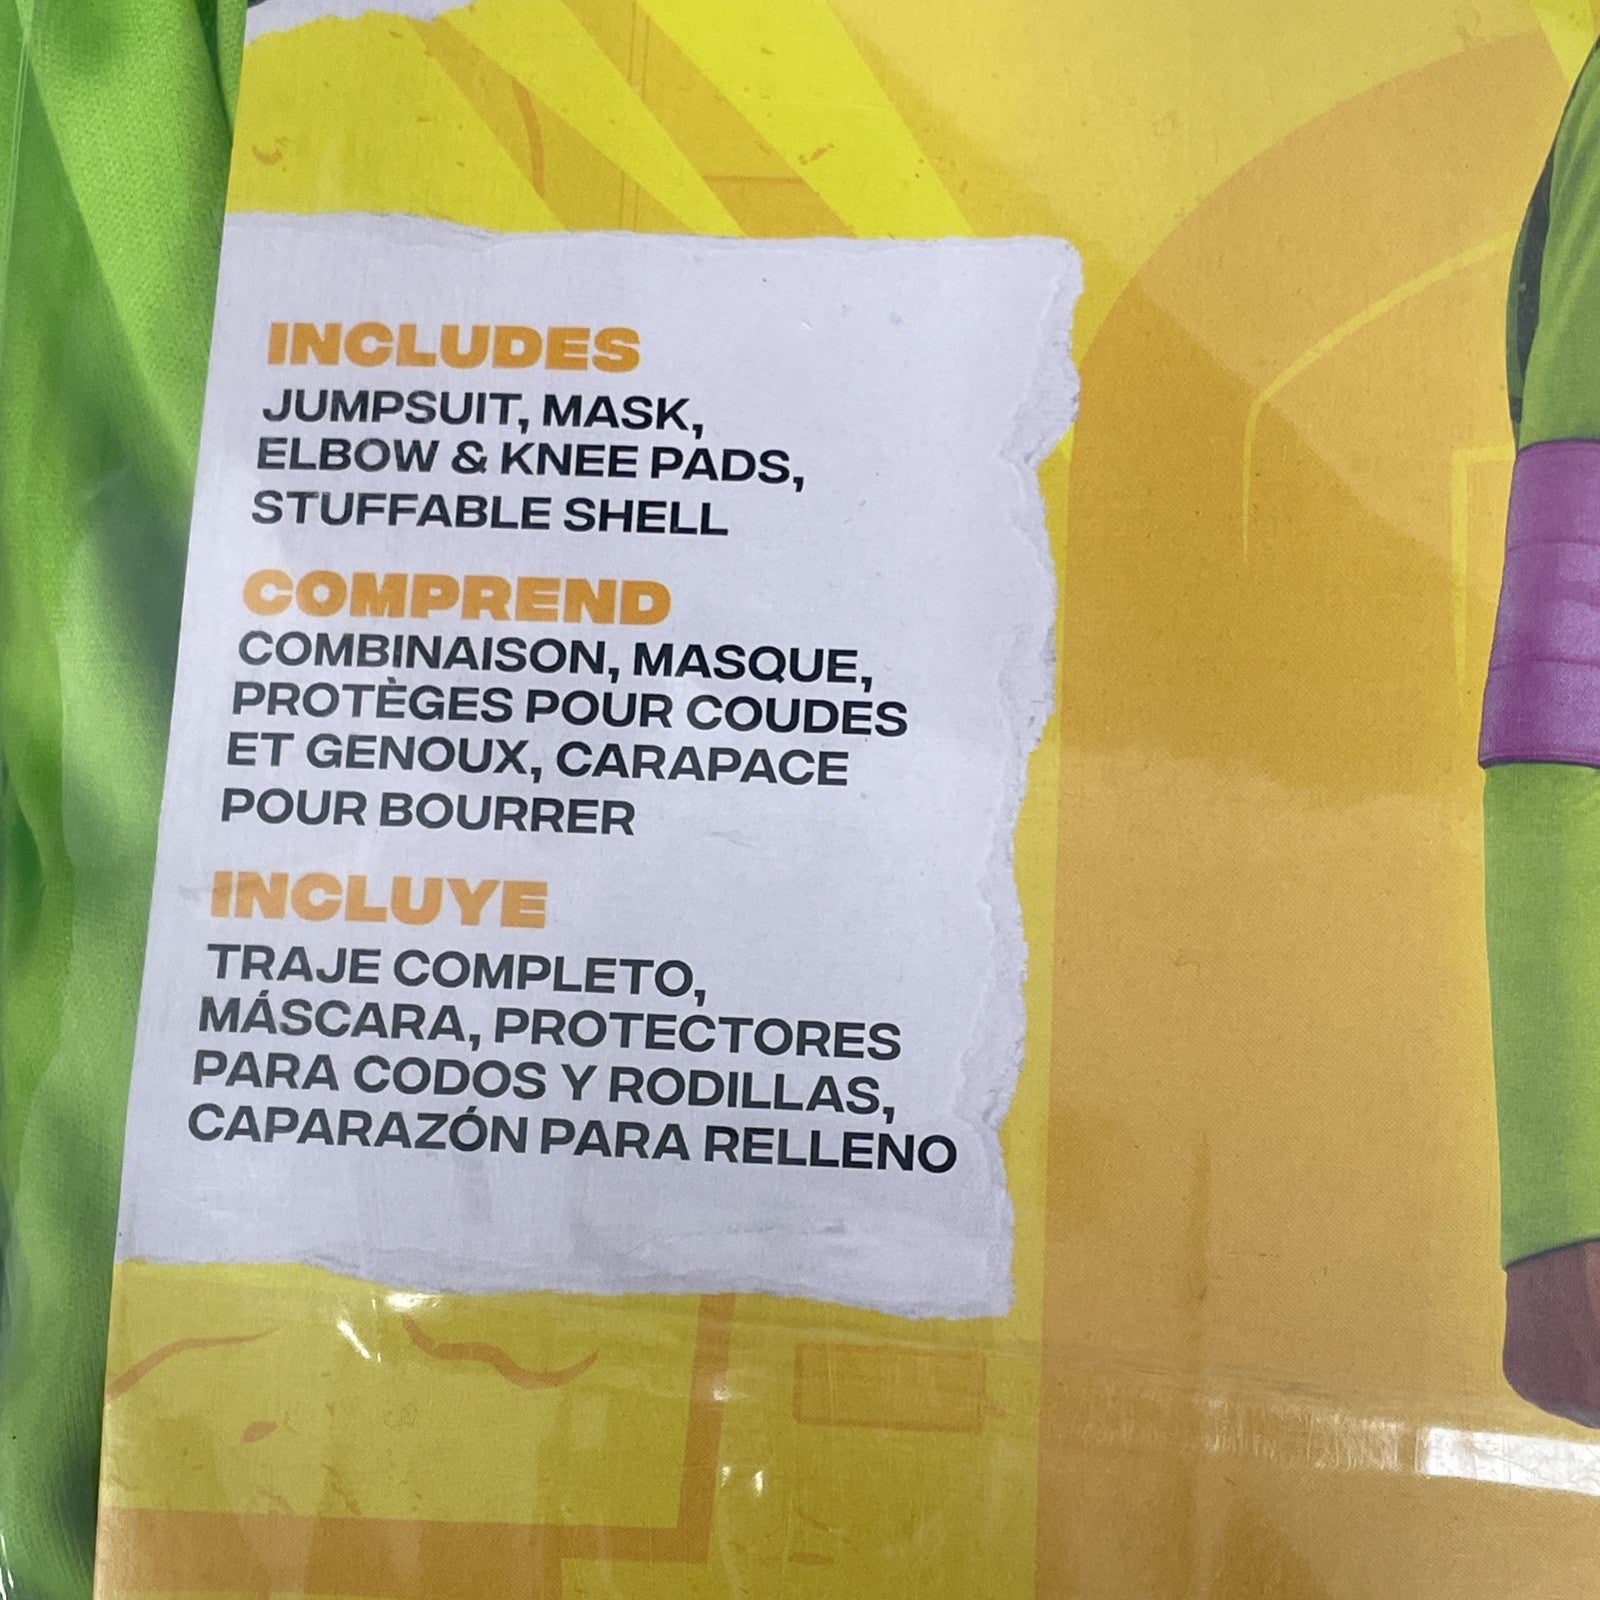 INCLUDES
JUMPSUIT, MASK,
ELBOW & KNEE PADS,
STUFFABLE SHELL
COMPREND
COMBINAISON, MASQUE,
PROTÈGES POUR COUDES
ET GENOUX, CARAPACE
POUR BOURRER
INCLUYE
TRAJE COMPLETO,
MÁSCARA, PROTECTORES
PARA CODOS Y RODILLAS,
CAPARAZÓN PARA RELLENO